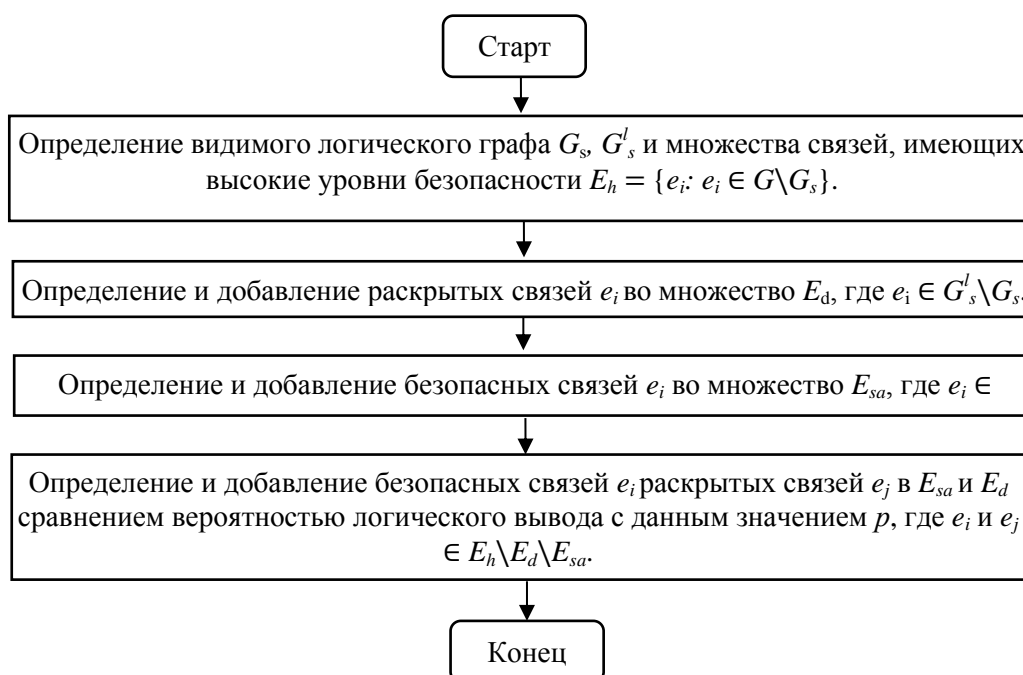 Старт
Определение видимого логического графа Gₛ, Gˡₛ и множества связей, имеющих
высокие уровни безопасности Eₕ = {eᵢ: eᵢ ∈ G\Gₛ}.
Определение и добавление раскрытых связей eᵢ во множество E_d, где eᵢ ∈ Gˡₛ\Gₛ.
Определение и добавление безопасных связей eᵢ во множество Eₛₐ, где eᵢ ∈
Определение и добавление безопасных связей eᵢ раскрытых связей eⱼ в Eₛₐ и E_d
сравнением вероятностью логического вывода с данным значением p, где eᵢ и eⱼ
∈ Eₕ\E_d\Eₛₐ.
Конец